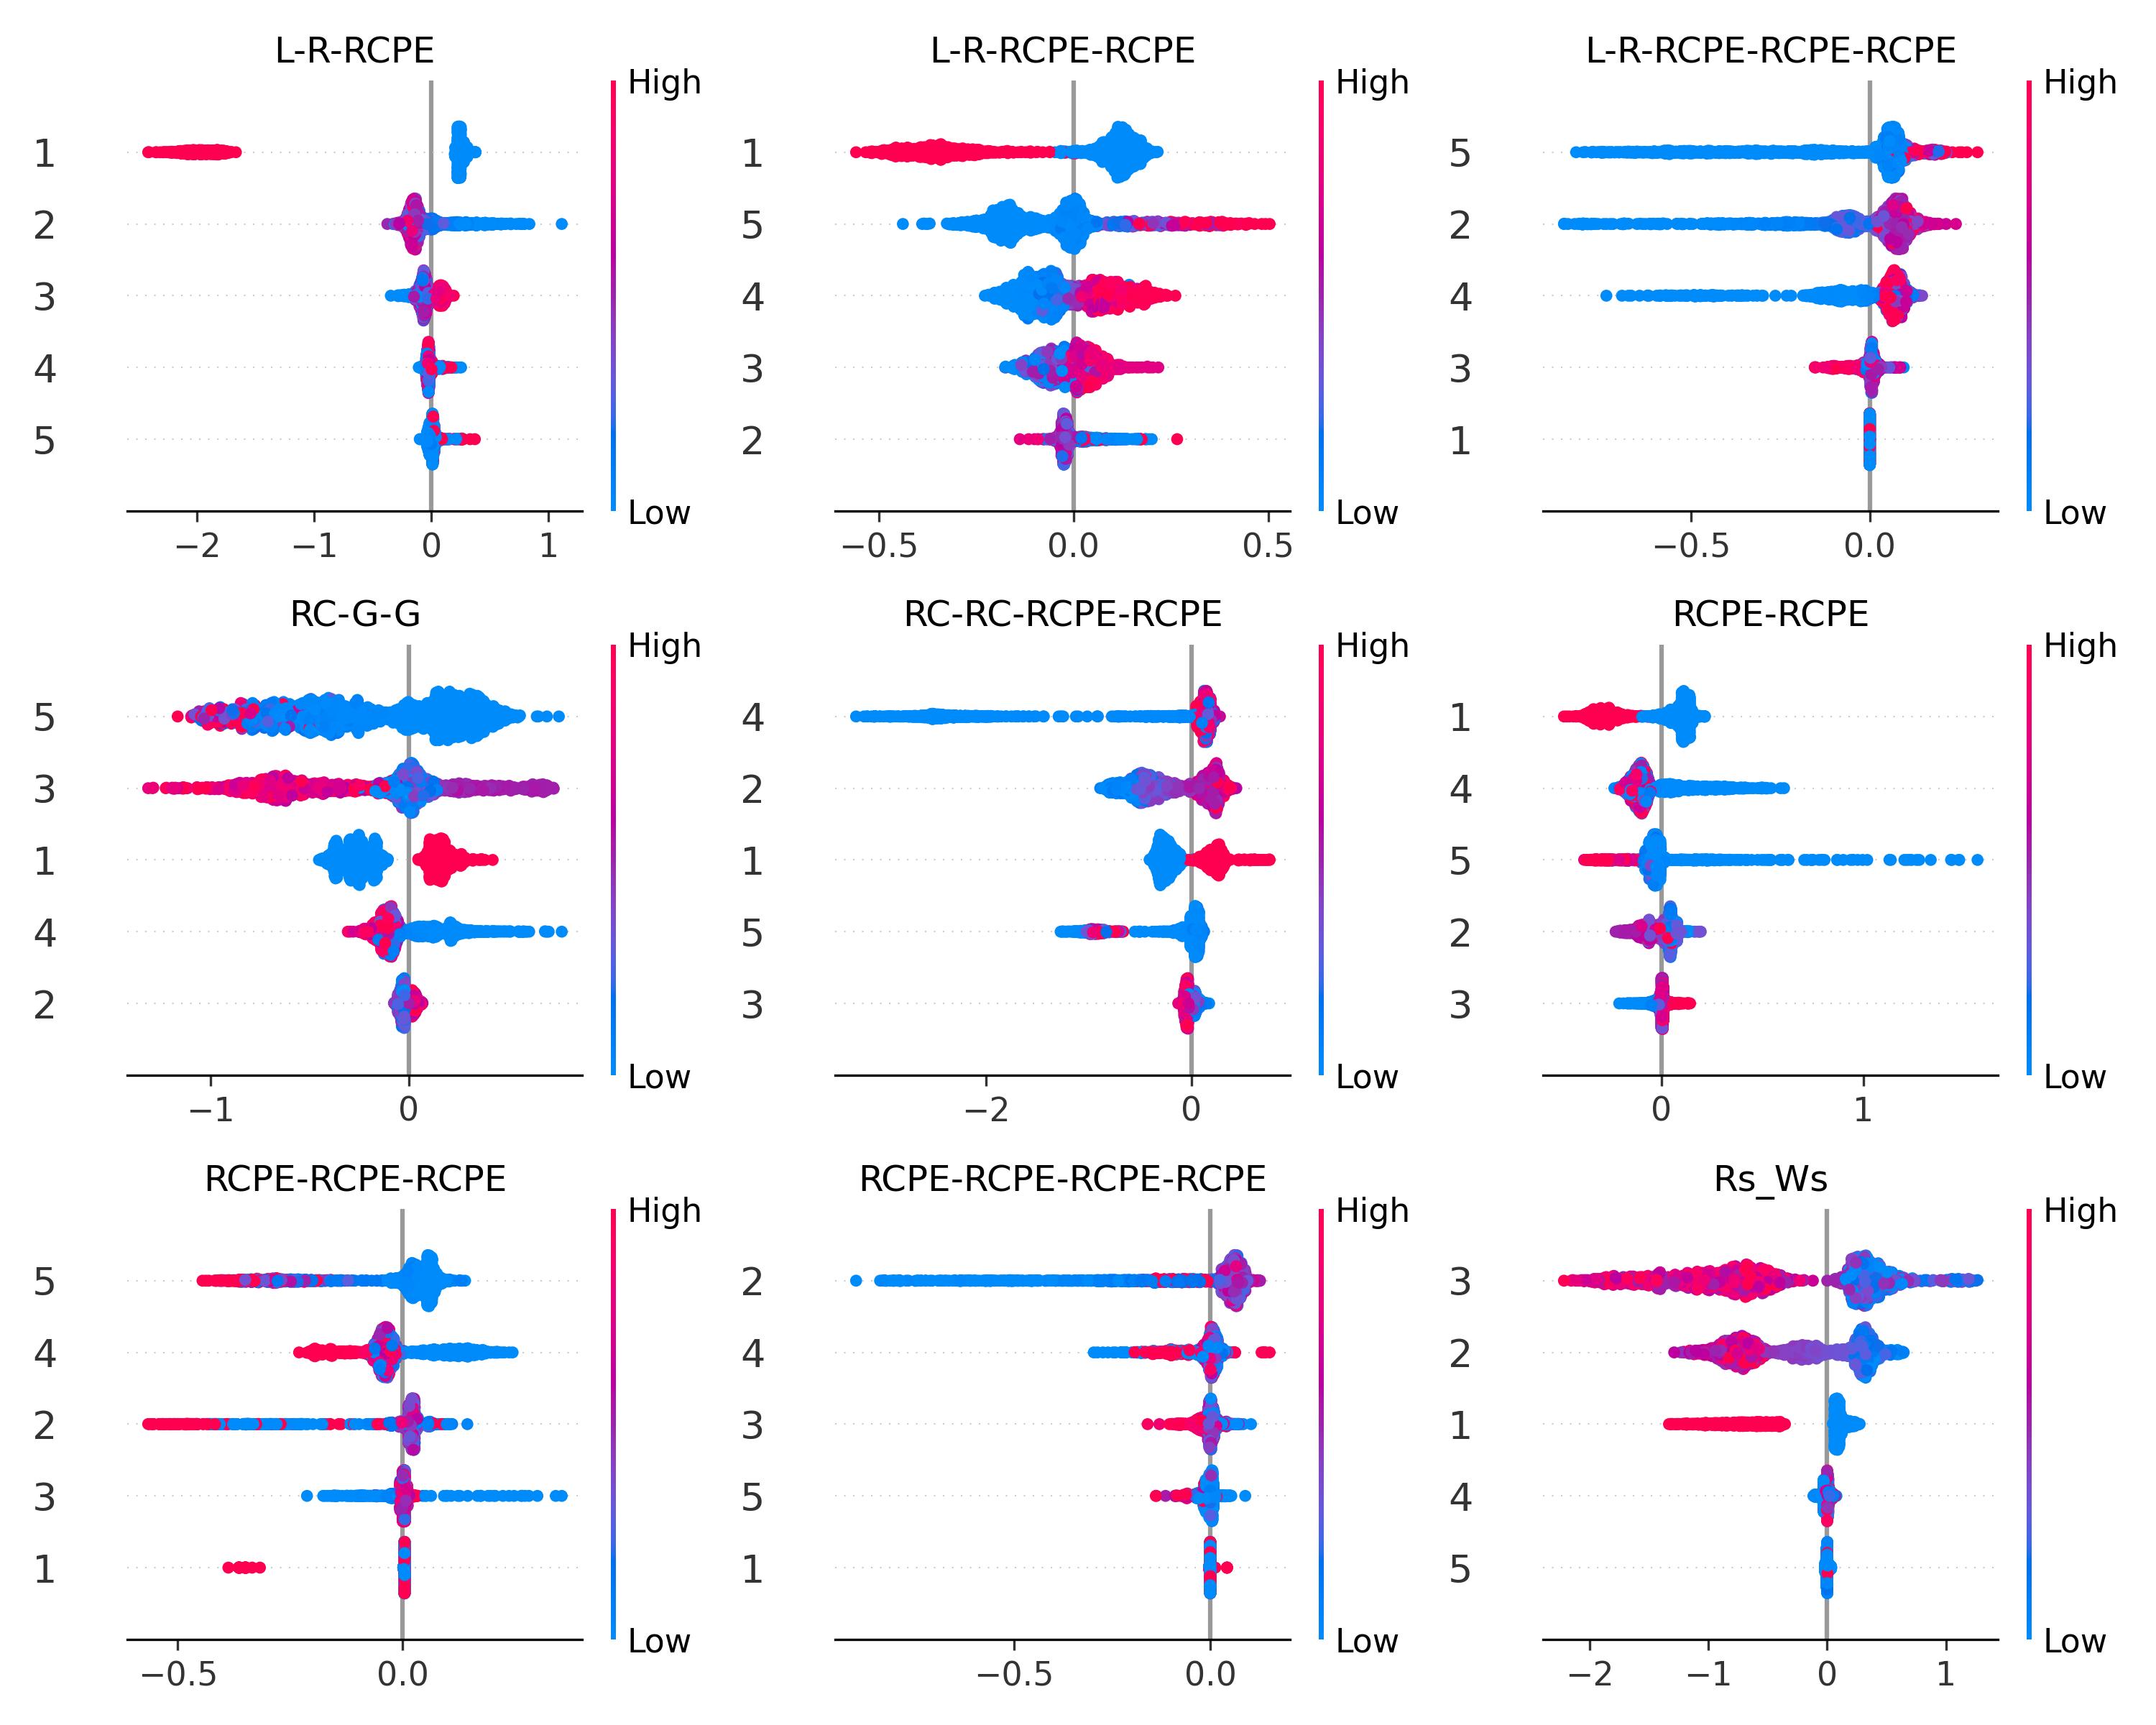 L-R-RCPE
High
1
2
3
4
5
Low
−2 −1 0 1
L-R-RCPE-RCPE
High
1
5
4
3
2
Low
−0.5 0.0 0.5
L-R-RCPE-RCPE-RCPE
High
5
2
4
3
1
Low
−0.5 0.0
RC-G-G
High
5
3
1
4
2
Low
−1 0
RC-RC-RCPE-RCPE
High
4
2
1
5
3
Low
−2 0
RCPE-RCPE
High
1
4
5
2
3
Low
0 1
RCPE-RCPE-RCPE
High
5
4
2
3
1
Low
−0.5 0.0
RCPE-RCPE-RCPE-RCPE
High
2
4
3
5
1
Low
−0.5 0.0
Rs_Ws
High
3
2
1
4
5
Low
−2 −1 0 1